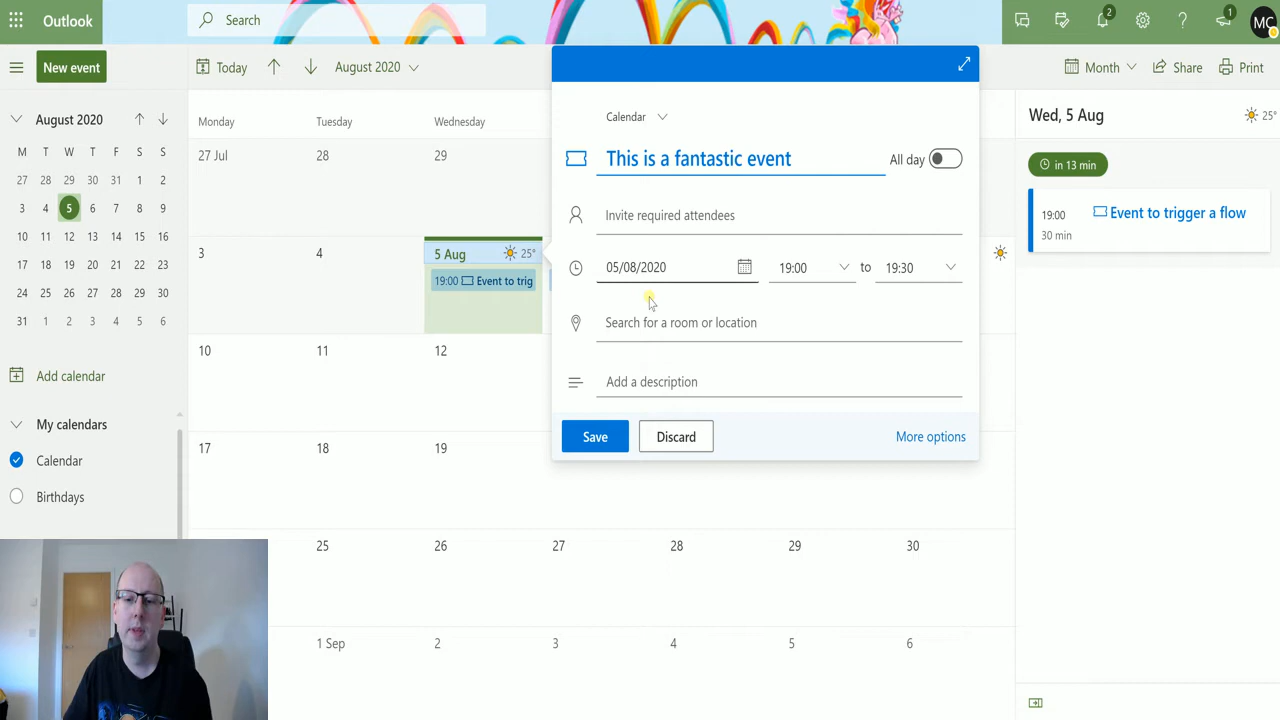 Outlook
Search
2
1
MC
New event
Today
August 2020
Month
Share
Print
August 2020
M T W T F S S
27 28 29 30 31 1 2
3 4 5 6 7 8 9
10 11 12 13 14 15 16
17 18 19 20 21 22 23
24 25 26 27 28 29 30
31 1 2 3 4 5 6
Add calendar
My calendars
Calendar
Birthdays
Monday Tuesday Wednesday
27 Jul 28 29
3 4 5 Aug 25°
19:00 Event to trig
10 11 12
17 18 19
25 26 27 28 29 30
1 Sep 2 3 4 5 6
Calendar
This is a fantastic event
All day
Invite required attendees
05/08/2020 19:00 to 19:30
Search for a room or location
Add a description
Save Discard More options
Wed, 5 Aug 25°
in 13 min
19:00 Event to trigger a flow
30 min